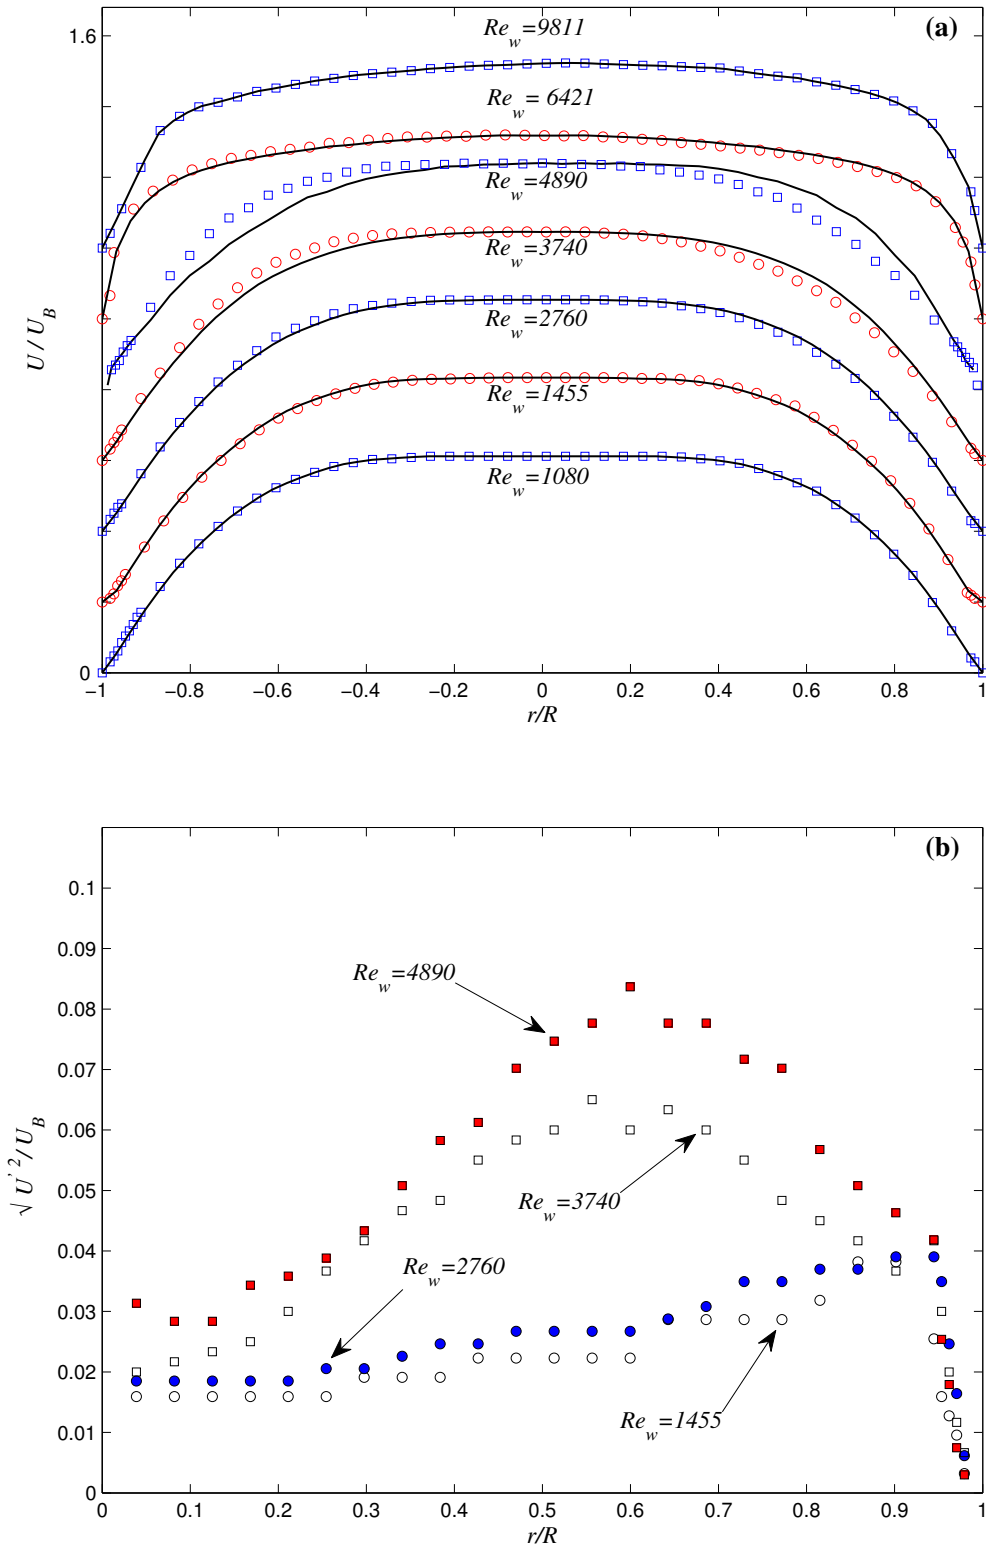 (a)
Re_w=9811
1.6
Re_w = 6421
Re_w=4890
Re_w=3740
Re_w=2760
Re_w=1455
Re_w=1080
U / U_B
0
−1 −0.8 −0.6 −0.4 −0.2 0 0.2 0.4 0.6 0.8 1
r/R
(b)
0.1
0.09
0.08
0.07
0.06
0.05
0.04
0.03
0.02
0.01
0
√ U' 2/U_B
Re_w=4890
Re_w=3740
Re_w=2760
Re_w=1455
0 0.1 0.2 0.3 0.4 0.5 0.6 0.7 0.8 0.9 1
r/R